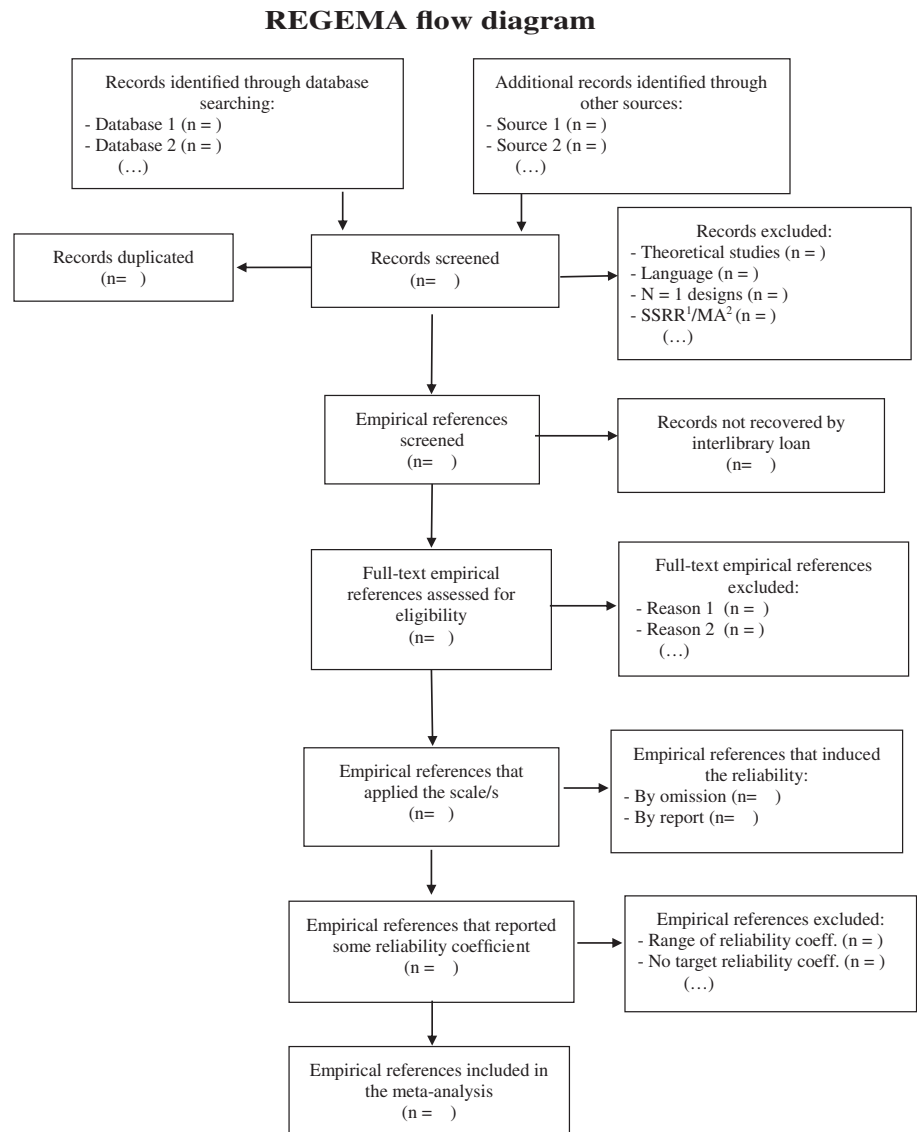 REGEMA flow diagram
Records identified through database
searching:
- Database 1 (n = )
- Database 2 (n = )
(…)
Additional records identified through
other sources:
- Source 1 (n = )
- Source 2 (n = )
(…)
Records duplicated
(n= )
Records screened
(n= )
Records excluded:
- Theoretical studies (n = )
- Language (n = )
- N = 1 designs (n = )
- SSRR¹/MA² (n = )
(…)
Empirical references
screened
(n= )
Records not recovered by
interlibrary loan
(n= )
Full-text empirical
references assessed for
eligibility
(n= )
Full-text empirical references
excluded:
- Reason 1 (n = )
- Reason 2 (n = )
(…)
Empirical references that
applied the scale/s
(n= )
Empirical references that induced
the reliability:
- By omission (n= )
- By report (n= )
Empirical references that reported
some reliability coefficient
(n = )
Empirical references excluded:
- Range of reliability coeff. (n = )
- No target reliability coeff. (n = )
(…)
Empirical references included in
the meta-analysis
(n = )